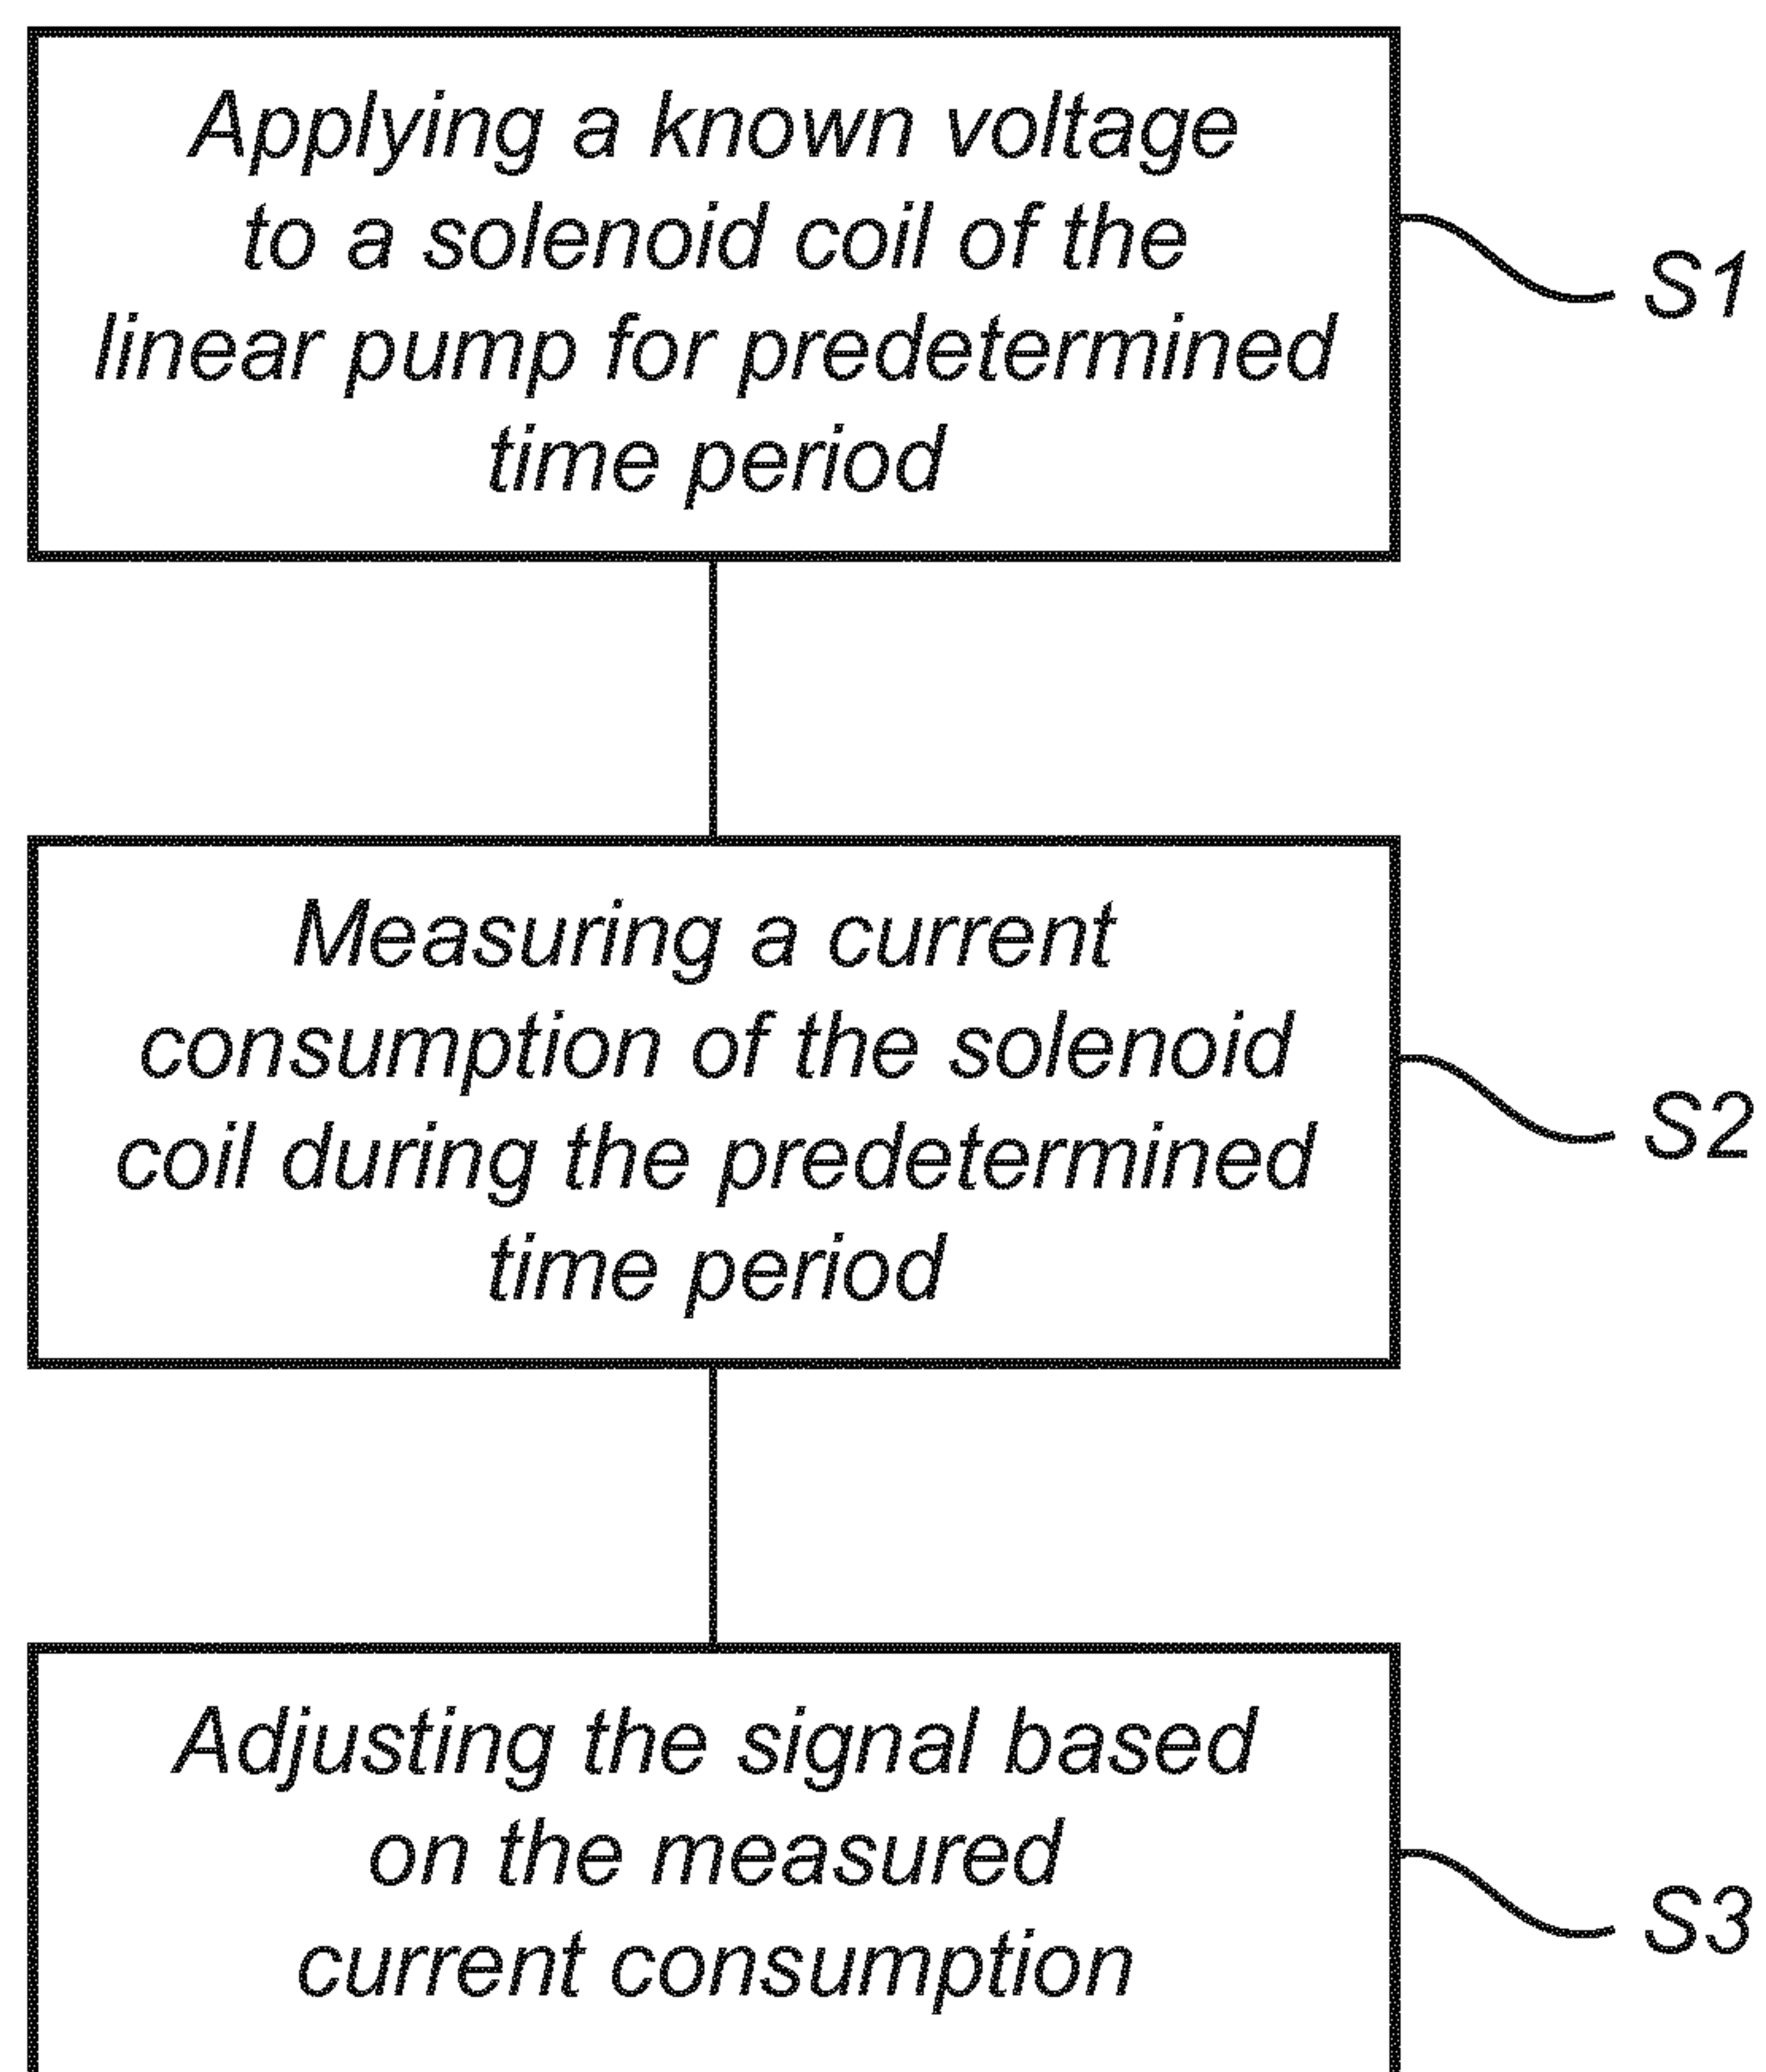 Applying a known voltage
to a solenoid coil of the
linear pump for predetermined
time period
S1
Measuring a current
consumption of the solenoid
coil during the predetermined
time period
S2
Adjusting the signal based
on the measured
current consumption
S3